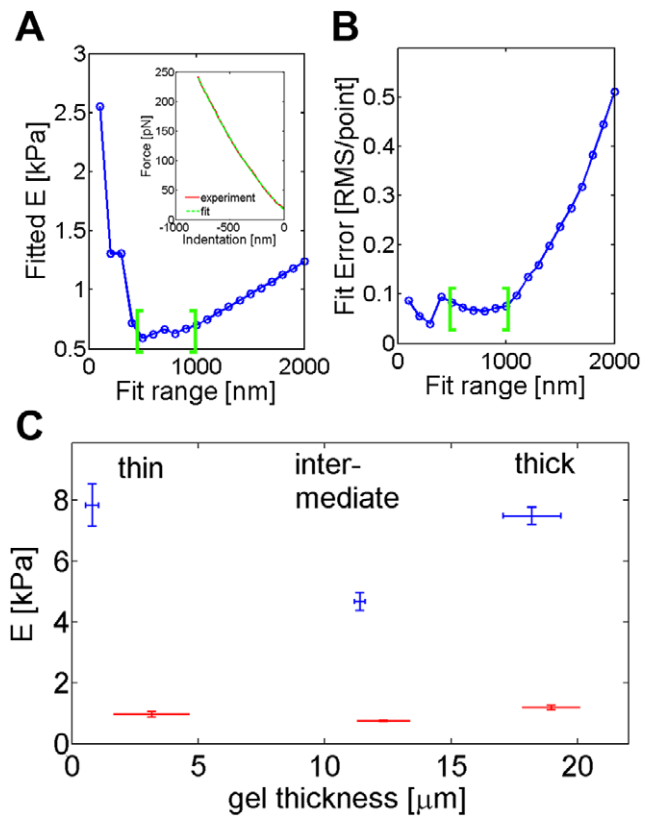 A
B
3
2.5
2
1.5
1
0.5
Fitted E [kPa]
0
1000
2000
Fit range [nm]
250
200
150
100
50
0
Force [pN]
experiment
fit
-1000
-500
0
Indentation [nm]
0.5
0.4
0.3
0.2
0.1
0
Fit Error [RMS/point]
0
500
1000
1500
2000
Fit range [nm]
C
thin
inter-
mediate
thick
8
6
4
2
0
E [kPa]
0
5
10
15
20
gel thickness [μm]